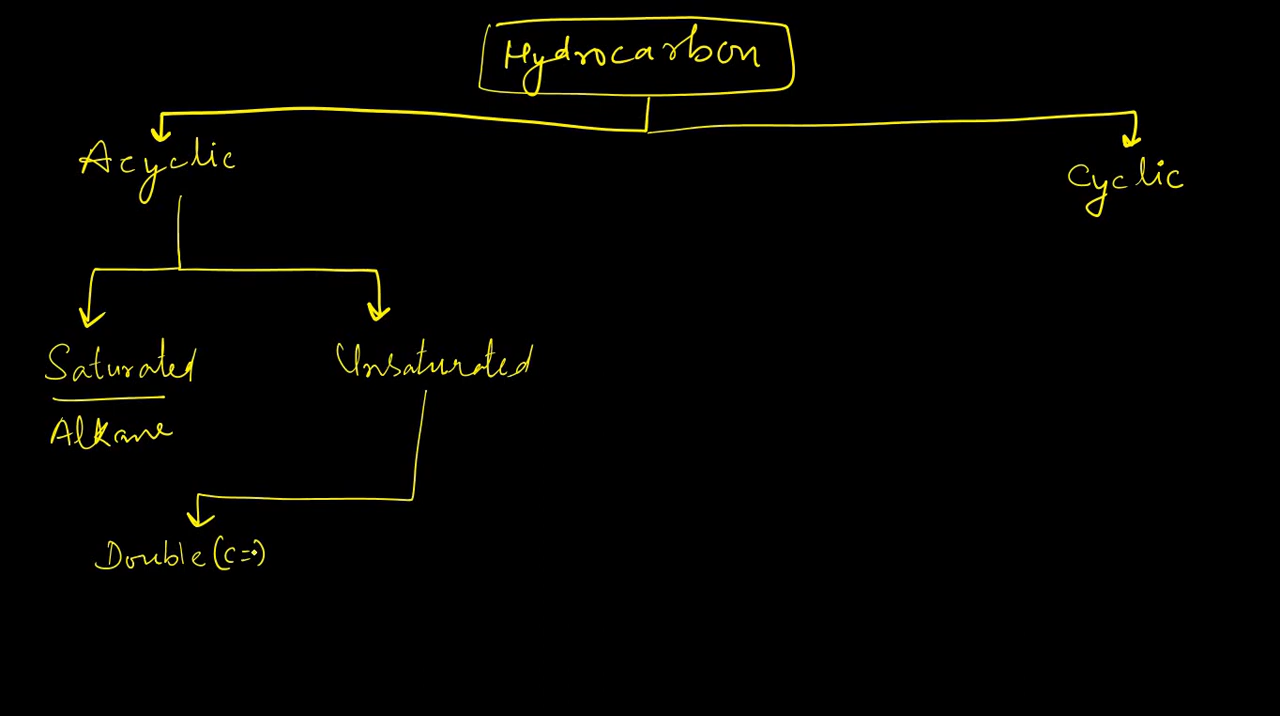 Hydrocarbon
Acyclic
Cyclic
Saturated
Unsaturated
Alkane
Double (C=)